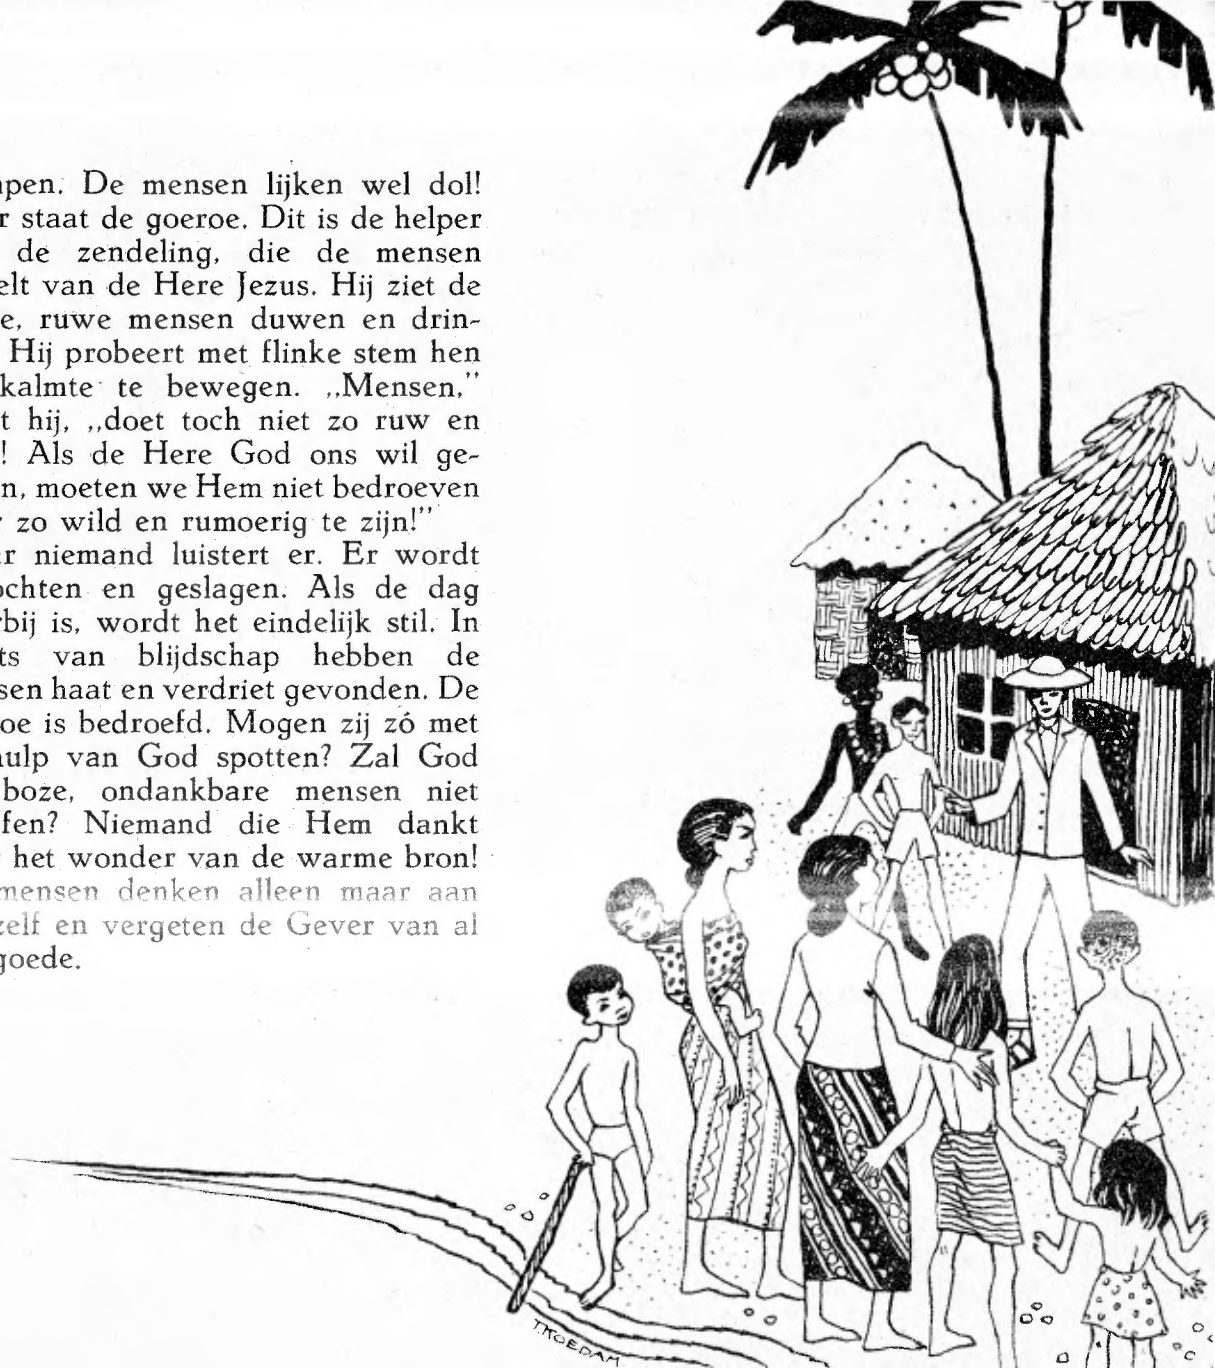 pen. De mensen lijken wel dol!
r staat de goeroe. Dit is de helper
de zendeling, die de mensen
elt van de Here Jezus. Hij ziet de
e, ruwe mensen duwen en drin-
Hij probeert met flinke stem hen
kalmte te bewegen. „Mensen,”
t hij, „doet toch niet zo ruw en
! Als de Here God ons wil ge-
n, moeten we Hem niet bedroeven
r zo wild en rumoerig te zijn!”
r niemand luistert er. Er wordt
ochten en geslagen. Als de dag
bij is, wordt het eindelijk stil. In
ts van blijdschap hebben de
sen haat en verdriet gevonden. De
oe is bedroefd. Mogen zij zó met
hulp van God spotten? Zal God
boze, ondankbare mensen niet
fen? Niemand die Hem dankt
r het wonder van de warme bron!
mensen denken alleen maar aan
zelf en vergeten de Gever van al
goede.
T. KOEDAM